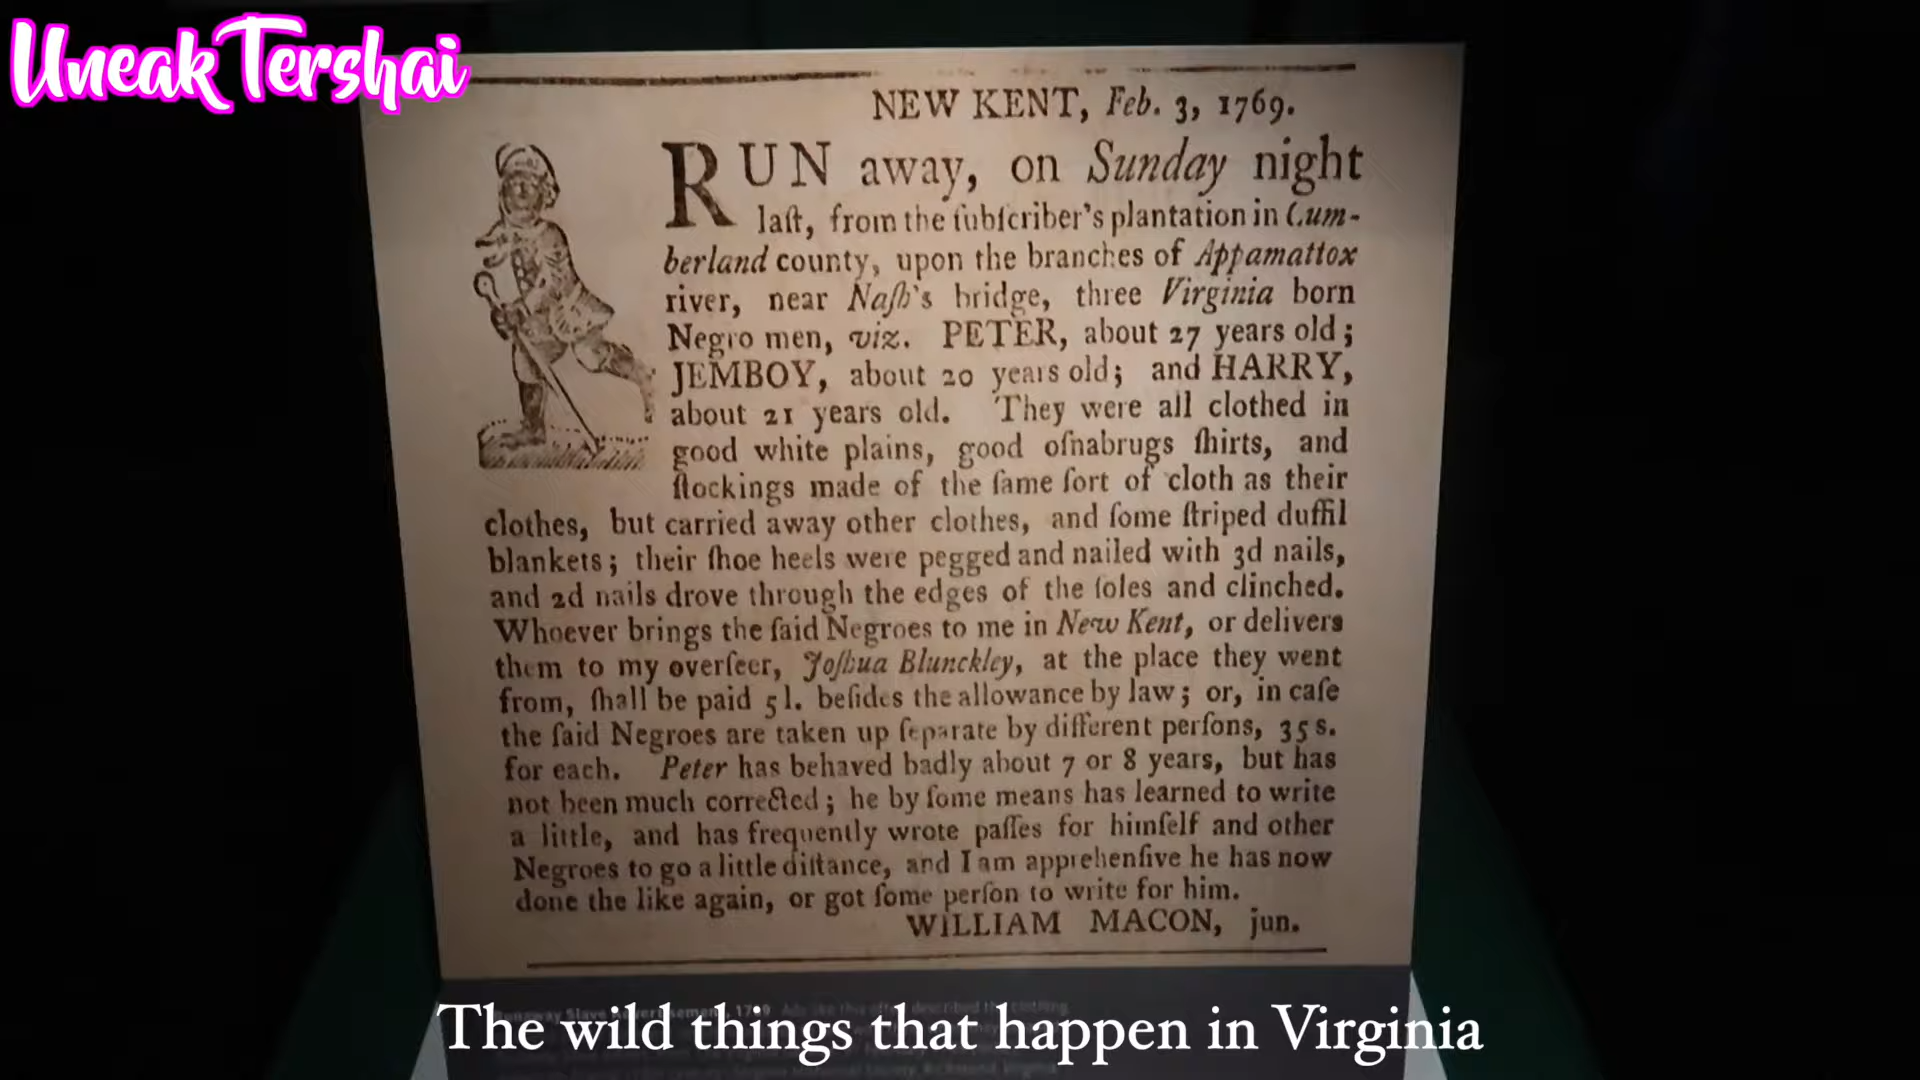 Uneak Tershai
NEW KENT, Feb. 3, 1769.
RUN away, on Sunday night
laſt, from the ſubſcriber's plantation in Cum-
berland county, upon the branches of Appamattox
river, near Naſh's bridge, three Virginia born
Negro men, viz. PETER, about 27 years old;
JEMBOY, about 20 years old; and HARRY,
about 21 years old. They were all clothed in
good white plains, good oſnabrugs ſhirts, and
ſtockings made of the ſame ſort of cloth as their
clothes, but carried away other clothes, and ſome ſtriped duffil
blankets; their ſhoe heels were pegged and nailed with 3d nails,
and 2d nails drove through the edges of the ſoles and clinched.
Whoever brings the ſaid Negroes to me in New Kent, or delivers
them to my overſeer, Joſhua Blunckley, at the place they went
from, ſhall be paid 5 l. beſides the allowance by law; or, in caſe
the ſaid Negroes are taken up ſeparate by different perſons, 35 s.
for each. Peter has behaved badly about 7 or 8 years, but has
not been much corrected; he by ſome means has learned to write
a little, and has frequently wrote paſſes for himſelf and other
Negroes to go a little diſtance, and I am apprehenſive he has now
done the like again, or got ſome perſon to write for him.
WILLIAM MACON, jun.
The wild things that happen in Virginia